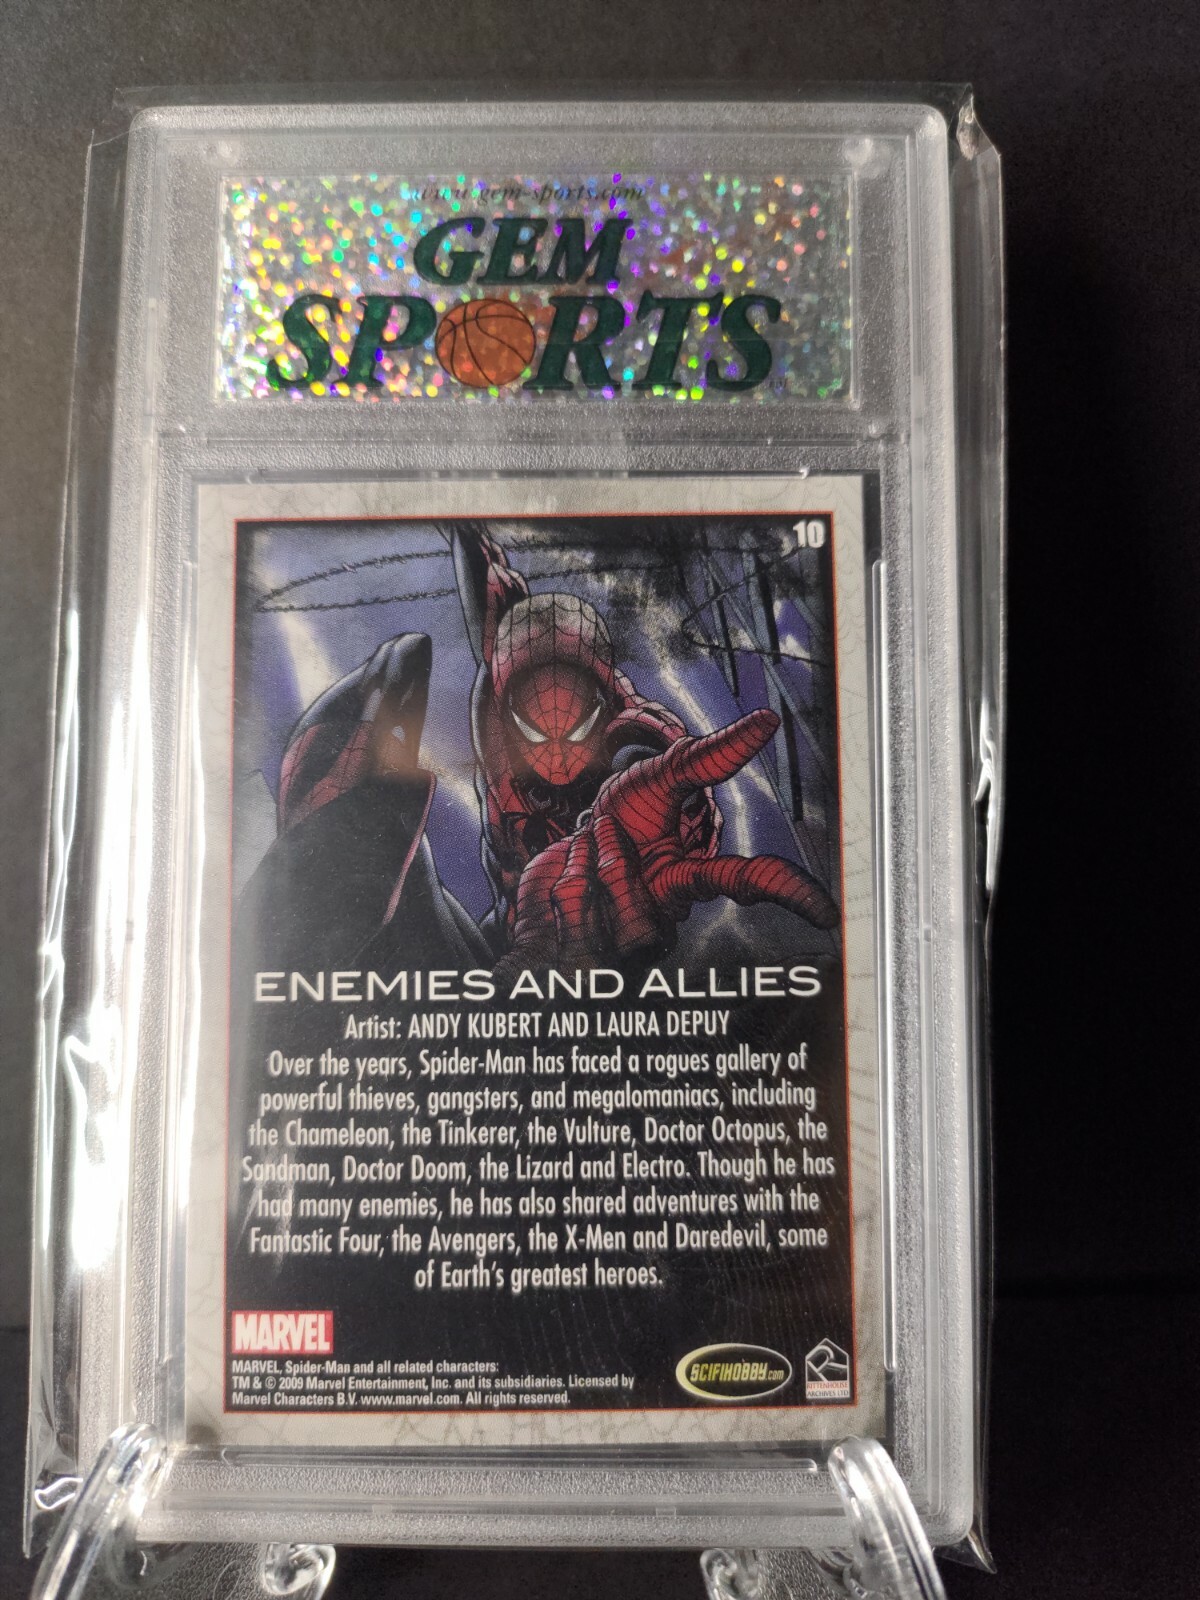 www.gem-sports.com
GEM
SPORTS
10
ENEMIES AND ALLIES
Artist: ANDY KUBERT AND LAURA DEPUY
Over the years, Spider-Man has faced a rogues gallery of
powerful thieves, gangsters, and megalomaniacs, including
the Chameleon, the Tinkerer, the Vulture, Doctor Octopus, the
Sandman, Doctor Doom, the Lizard and Electro. Though he has
had many enemies, he has also shared adventures with the
Fantastic Four, the Avengers, the X-Men and Daredevil, some
of Earth's greatest heroes.
MARVEL
MARVEL, Spider-Man and all related characters:
TM & © 2009 Marvel Entertainment, Inc. and its subsidiaries. Licensed by
Marvel Characters B.V. www.marvel.com. All rights reserved.
SCIFIHOBBY.com
RITTENHOUSE
ARCHIVES LTD